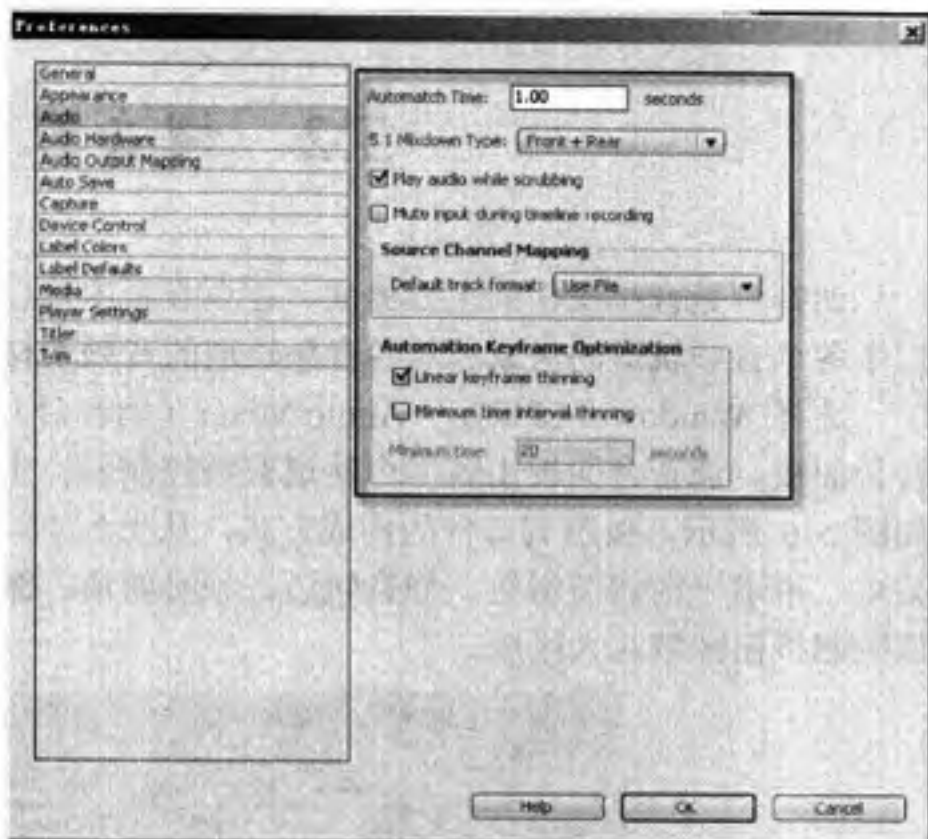 Preferences
General
Appearance
Audio
Audio Hardware
Audio Output Mapping
Auto Save
Capture
Device Control
Label Colors
Label Defaults
Media
Player Settings
Titler
Trim
Automatch Time: 1.00 seconds
5.1 Mixdown Type: Front + Rear
Play audio while scrubbing
Mute input during timeline recording
Source Channel Mapping
Default track format: Use File
Automation Keyframe Optimization
Linear keyframe thinning
Minimum time interval thinning
Minimum time: 20 seconds
Help OK Cancel